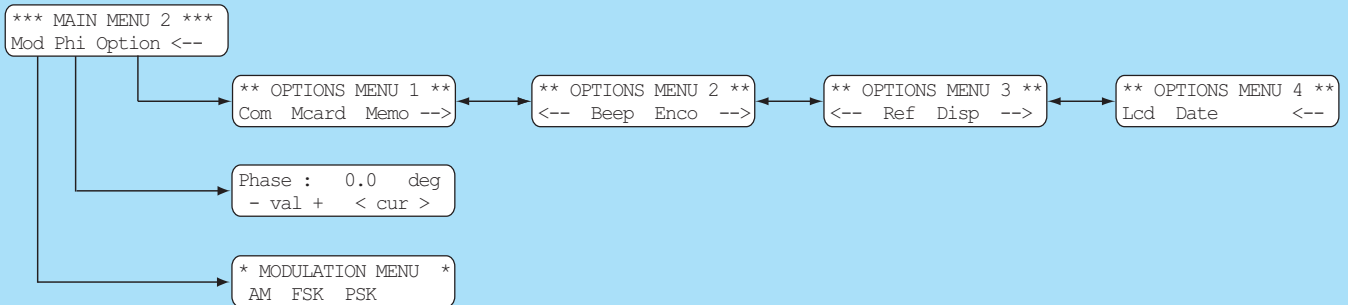 *** MAIN MENU 2 ***
Mod Phi Option <--
** OPTIONS MENU 1 **
Com Mcard Memo -->
** OPTIONS MENU 2 **
<-- Beep Enco -->
** OPTIONS MENU 3 **
<-- Ref Disp -->
** OPTIONS MENU 4 **
Lcd Date <--
Phase : 0.0 deg
- val + < cur >
* MODULATION MENU *
AM FSK PSK